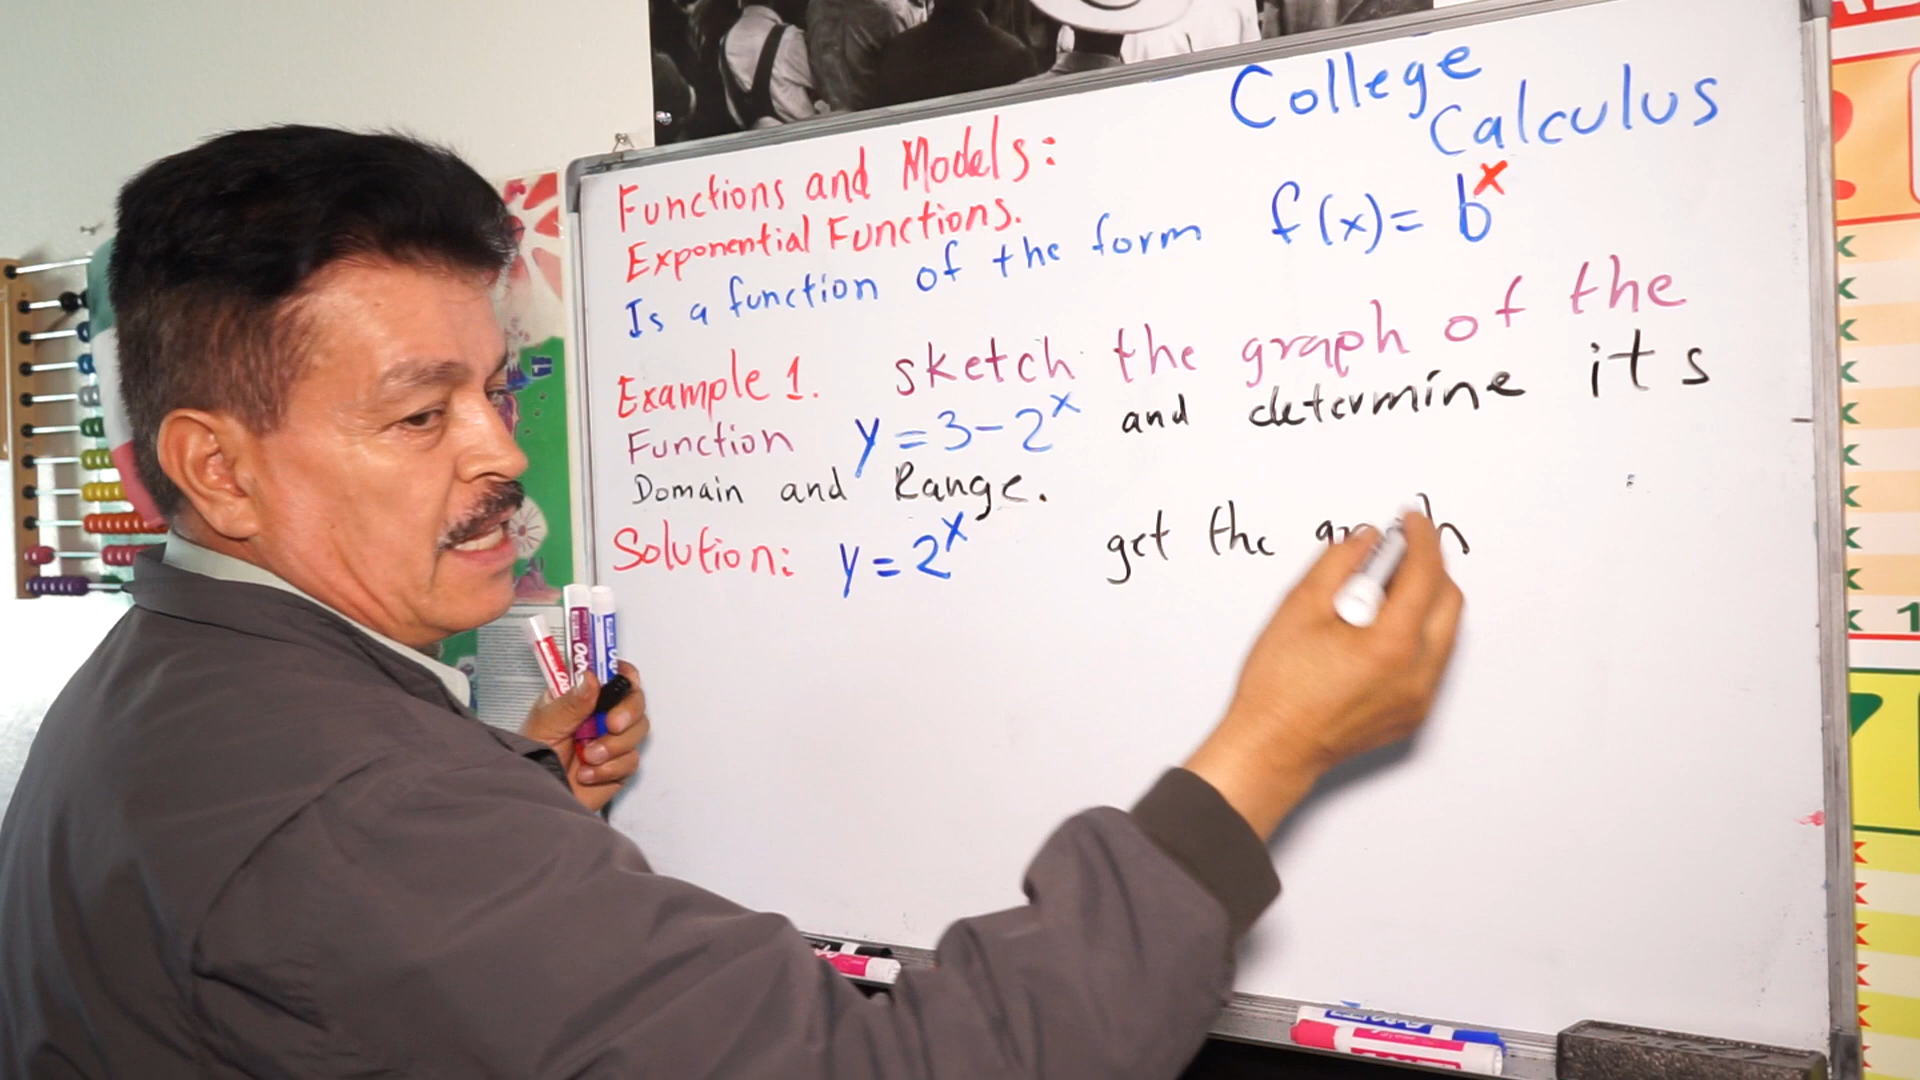 College
Calculus
Functions and Models:
Exponential Functions.
Is a function of the form f(x)= b^x
Example 1. sketch the graph of the
Function y = 3 - 2^x and determine its
Domain and Range.
Solution: y = 2^x get the graph